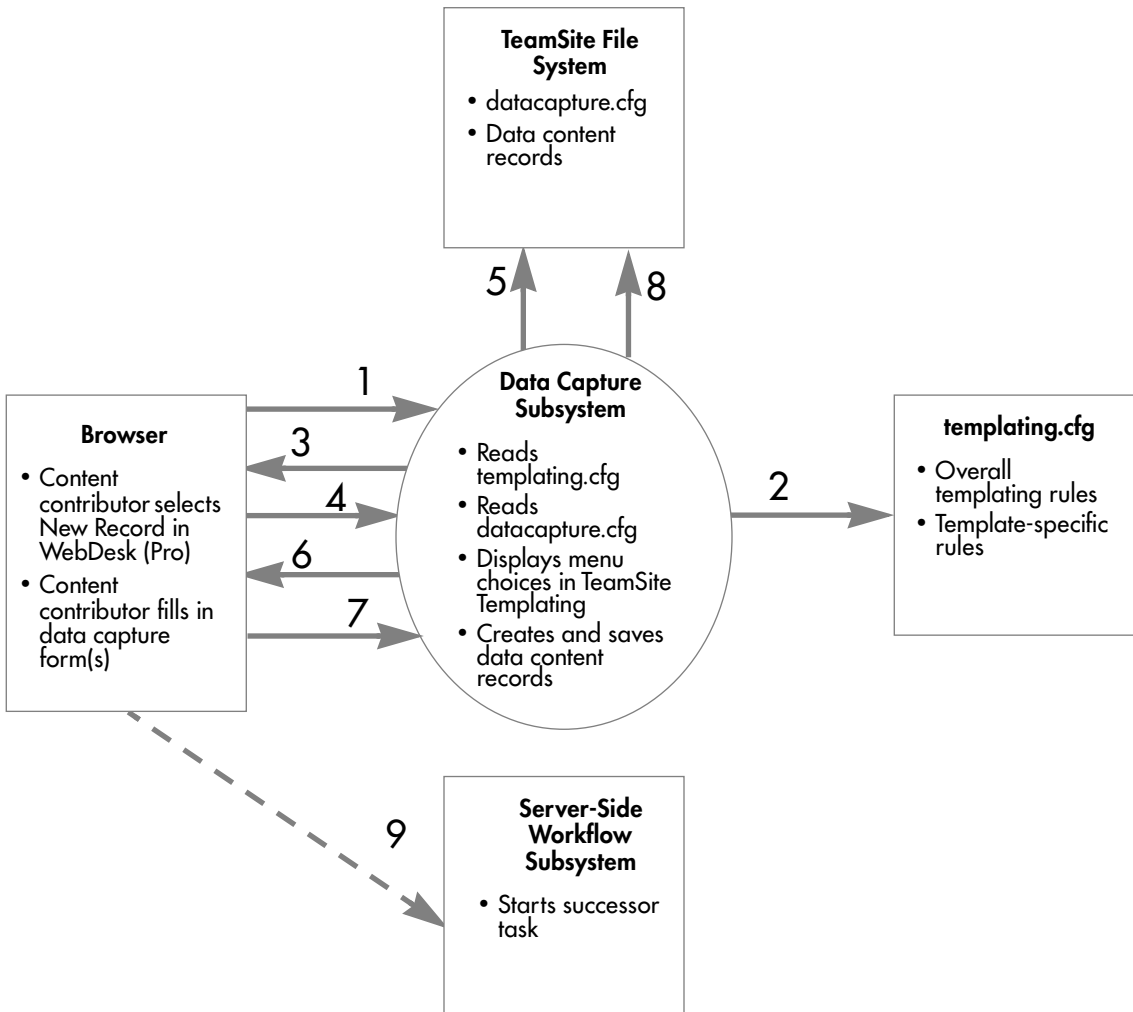 TeamSite File
System
• datacapture.cfg
• Data content
records
5
8
1
3
4
6
7
Browser
• Content
contributor selects
New Record in
WebDesk (Pro)
• Content
contributor fills in
data capture
form(s)
Data Capture
Subsystem
• Reads
templating.cfg
• Reads
datacapture.cfg
• Displays menu
choices in TeamSite
Templating
• Creates and saves
data content
records
2
templating.cfg
• Overall
templating rules
• Template-specific
rules
9
Server-Side
Workflow
Subsystem
• Starts successor
task